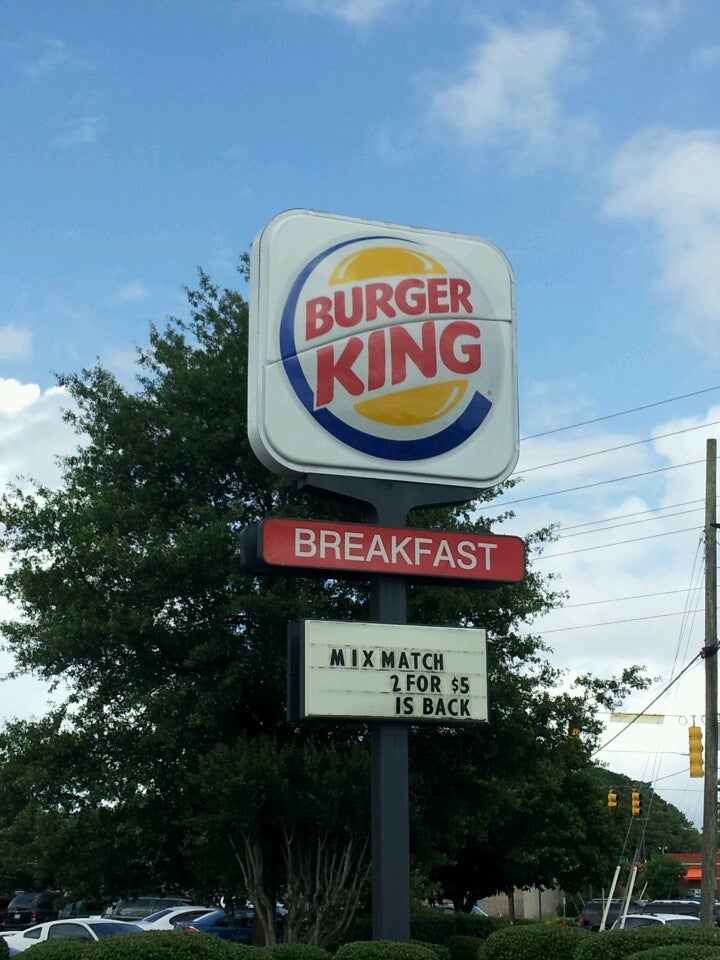 BURGER
KING
BREAKFAST
MIX MATCH
2 FOR $5
IS BACK